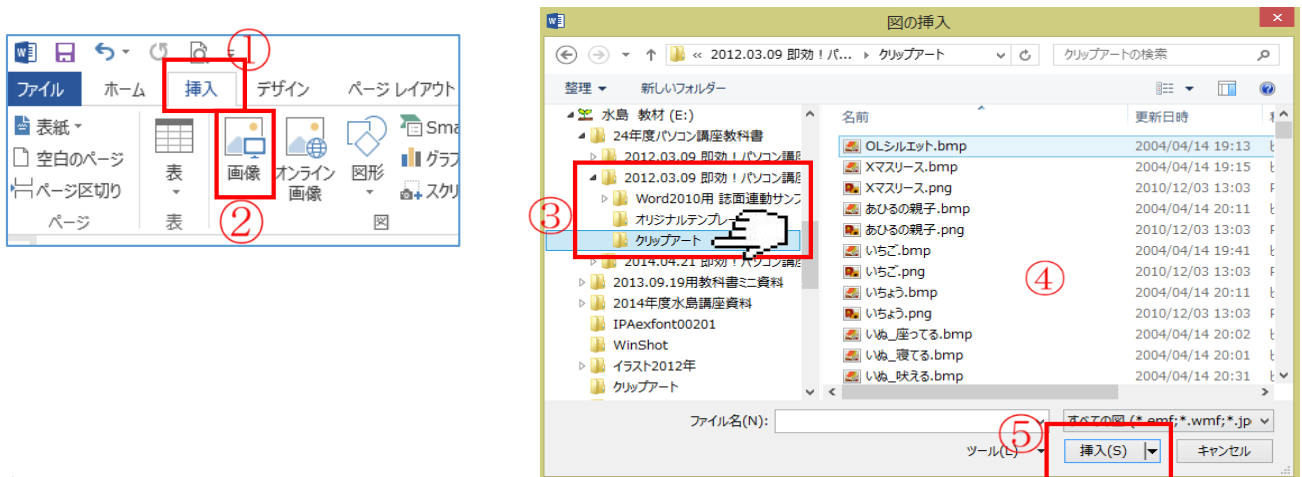 ①
ファイル ホーム 挿入 デザイン ページ レイアウト
表紙
空白のページ
ページ区切り
ページ
表
表
画像
オンライン
画像
図形
Sma
グラフ
スクリ
図
②
図の挿入
« 2012.03.09 即効！パ... クリップアート
クリップアートの検索
整理 新しいフォルダー
水島 教材 (E:)
24年度パソコン講座教科書
2012.03.09 即効！パソコン講座
2012.03.09 即効！パソコン講座
Word2010用 誌面連動サンプ
オリジナルテンプレー
クリップアート
2014.04.21 即効！パソコン講座
2013.09.19用教科書ミニ資料
2014年度水島講座資料
IPAexfont00201
WinShot
イラスト2012年
クリップアート
③
名前 更新日時
OLシルエット.bmp 2004/04/14 19:13
Xマスリース.bmp 2004/04/14 19:15
Xマスリース.png 2010/12/03 13:03
あひるの親子.bmp 2004/04/14 20:11
あひるの親子.png 2010/12/03 13:03
いちご.bmp 2004/04/14 19:41
いちご.png 2010/12/03 13:03
いちょう.bmp 2004/04/14 20:11
いちょう.png 2010/12/03 13:03
いぬ_座ってる.bmp 2004/04/14 20:02
いぬ_寝てる.bmp 2004/04/14 20:01
いぬ_吠える.bmp 2004/04/14 20:31
④
ファイル名(N):
すべての図 (*.emf;*.wmf;*.jp
⑤
ツール(L) 挿入(S) キャンセル